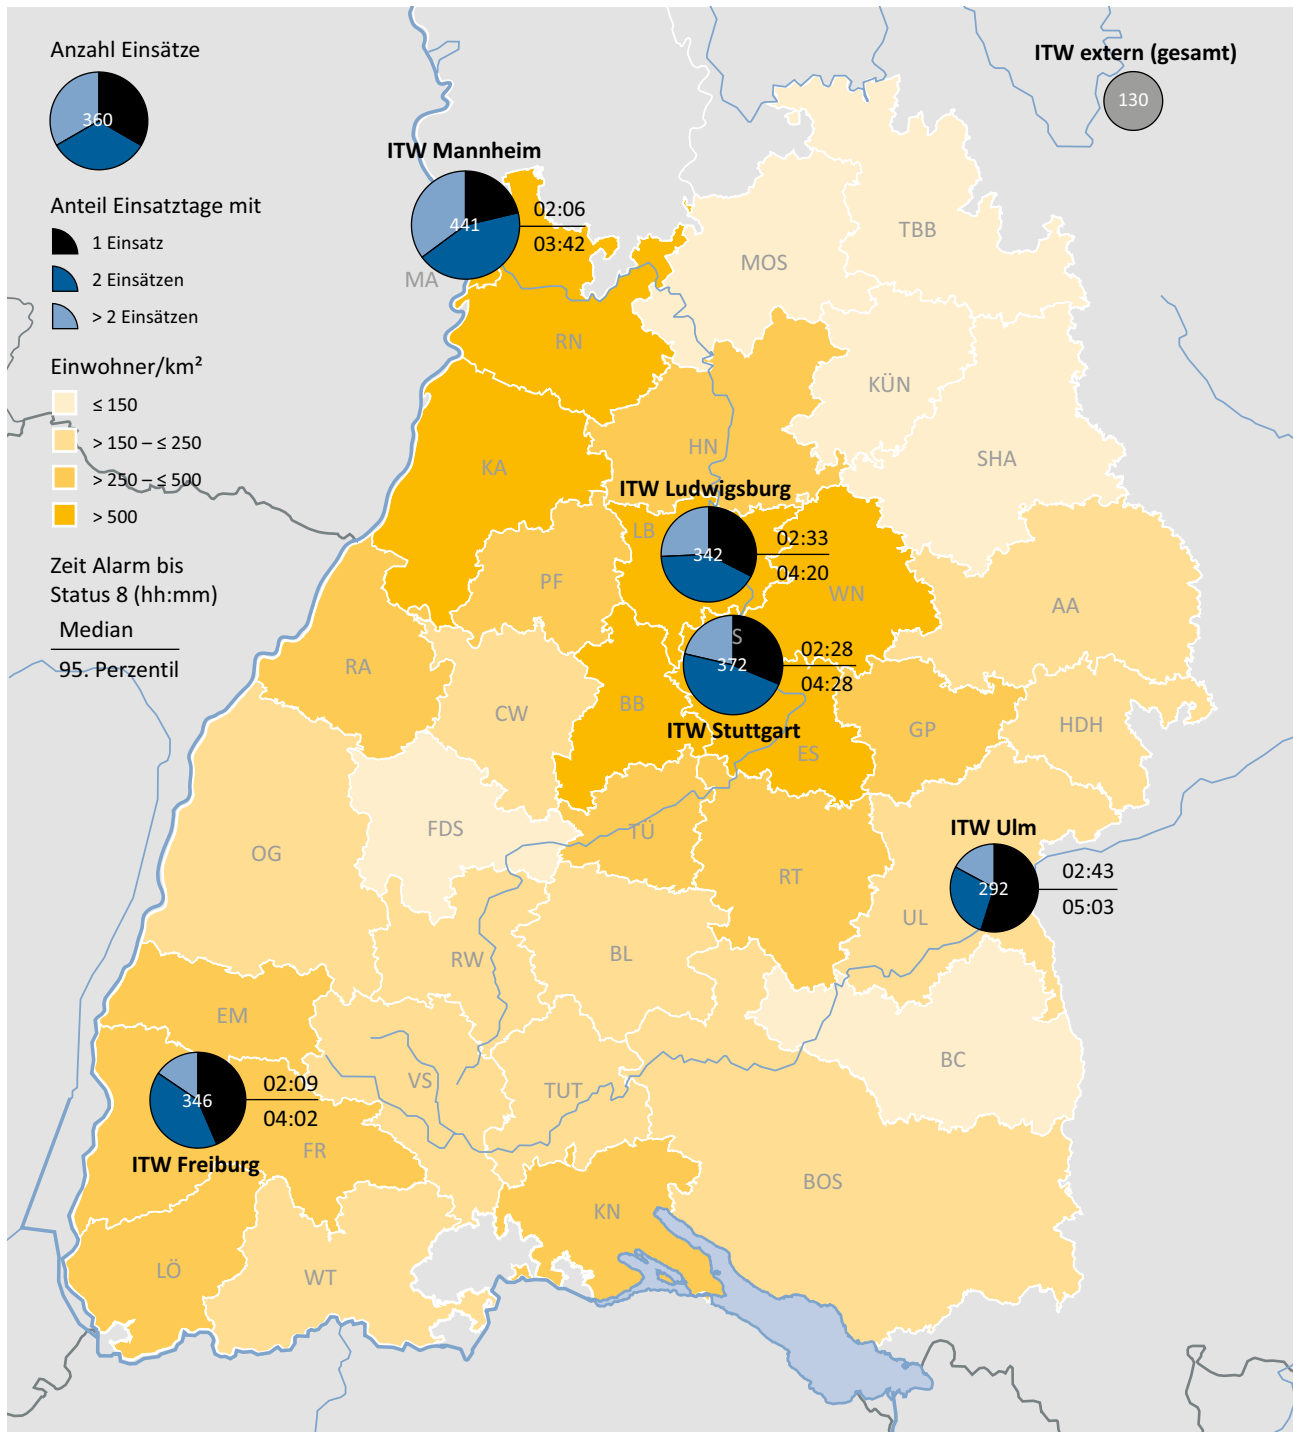 Anzahl Einsätze
360
Anteil Einsatztage mit
1 Einsatz
2 Einsätzen
> 2 Einsätzen
Einwohner/km²
≤ 150
> 150 – ≤ 250
> 250 – ≤ 500
> 500
Zeit Alarm bis
Status 8 (hh:mm)
Median
95. Perzentil
ITW extern (gesamt)
130
ITW Mannheim
441
02:06
03:42
MA
TBB
MOS
RN
KÜN
HN
SHA
KA
ITW Ludwigsburg
LB
342
02:33
04:20
PF
WN
AA
S
372
02:28
04:28
ITW Stuttgart
RA
CW
BB
ES
GP
HDH
FDS
TÜ
OG
RT
ITW Ulm
292
02:43
05:03
UL
RW
BL
EM
BC
VS
TUT
346
02:09
04:02
ITW Freiburg
FR
BOS
KN
LÖ
WT